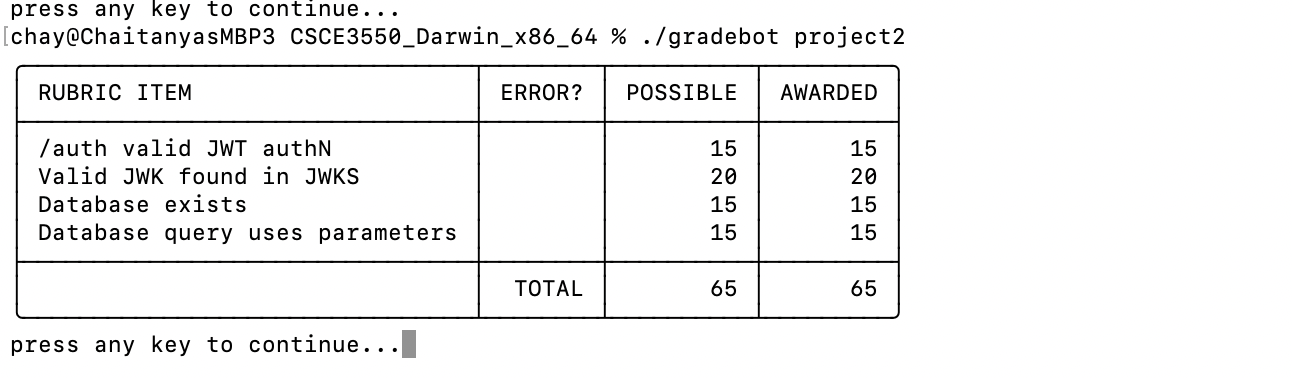 press any key to continue...
[chay@ChaitanyasMBP3 CSCE3550_Darwin_x86_64 % ./gradebot project2
RUBRIC ITEM ERROR? POSSIBLE AWARDED
/auth valid JWT authN 15 15
Valid JWK found in JWKS 20 20
Database exists 15 15
Database query uses parameters 15 15
TOTAL 65 65
press any key to continue...